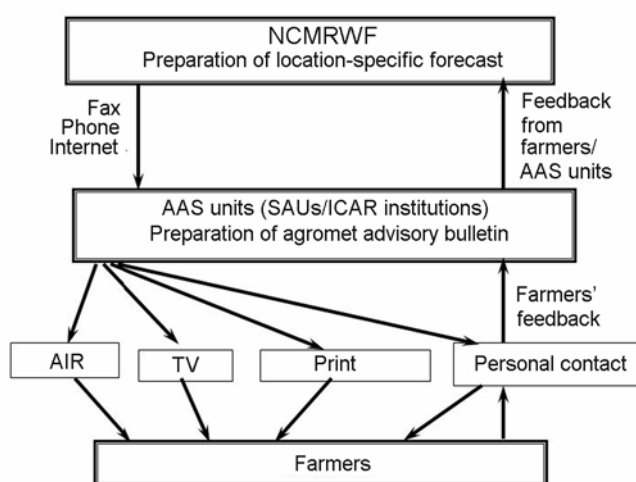 NCMRWF
Preparation of location-specific forecast
Fax
Phone
Internet
Feedback
from
farmers/
AAS units
AAS units (SAUs/ICAR institutions)
Preparation of agromet advisory bulletin
Farmers'
feedback
AIR
TV
Print
Personal contact
Farmers